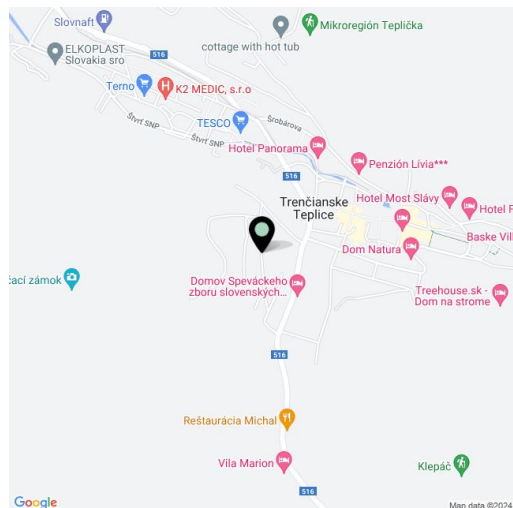 Slovnaft
Mikroregión Teplička
cottage with hot tub
516
ELKOPLAST
Slovakia sro
Terno
K2 MEDIC, s.r.o
Štvrť SNP
Šrobárova
TESCO
Štvrť SNP
Hotel Panorama
Penzión Lívia***
516
Trenčianske
Teplice
Hotel Most Slávy
Hotel F
Baske Vil
Dom Natura
čací zámok
Domov Speváckeho
zboru slovenských...
Treehouse.sk -
Dom na strome
516
Reštaurácia Michal
Vila Marion
Klepáč
516
Google
Map data ©2024